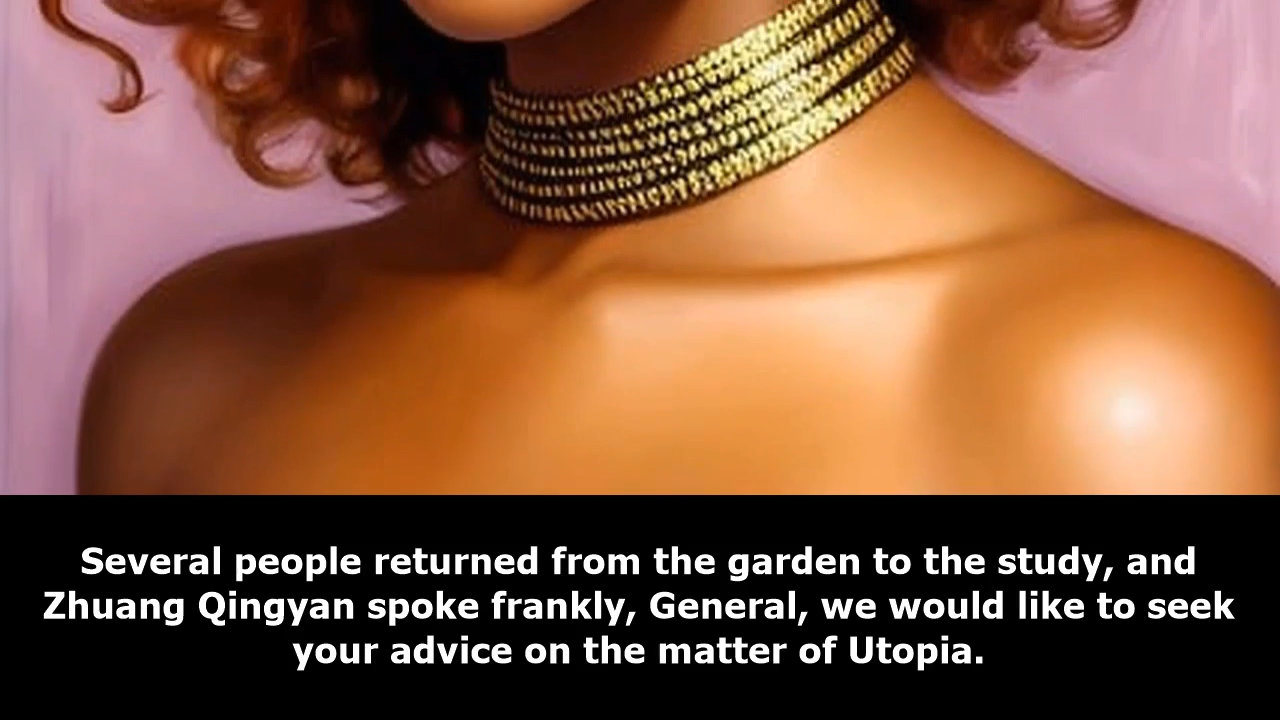 Several people returned from the garden to the study, and
Zhuang Qingyan spoke frankly, General, we would like to seek
your advice on the matter of Utopia.